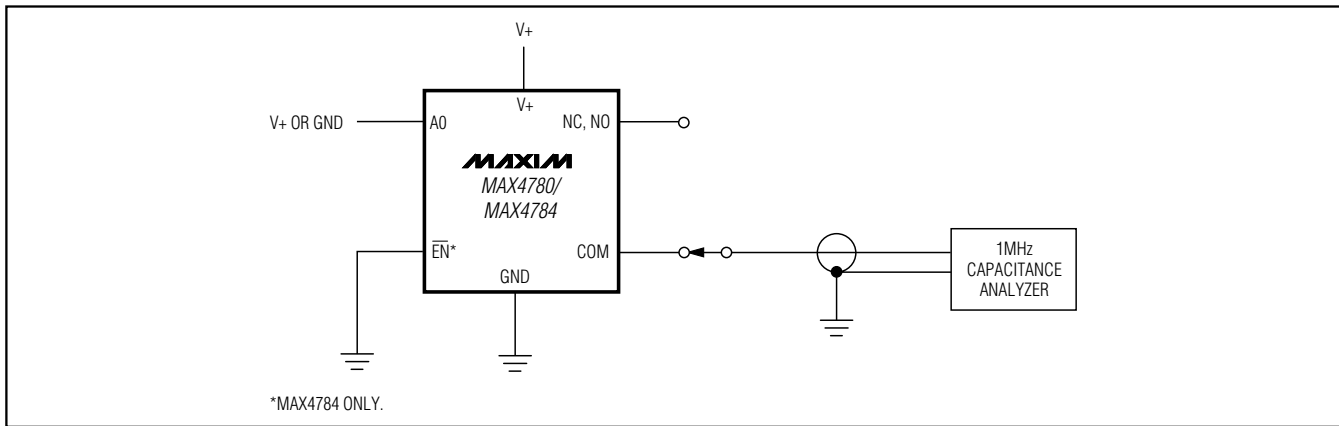 V+
V+
V+ OR GND
A0
NC, NO
MAXIM
MAX4780/
MAX4784
EN*
COM
GND
1MHz
CAPACITANCE
ANALYZER
*MAX4784 ONLY.